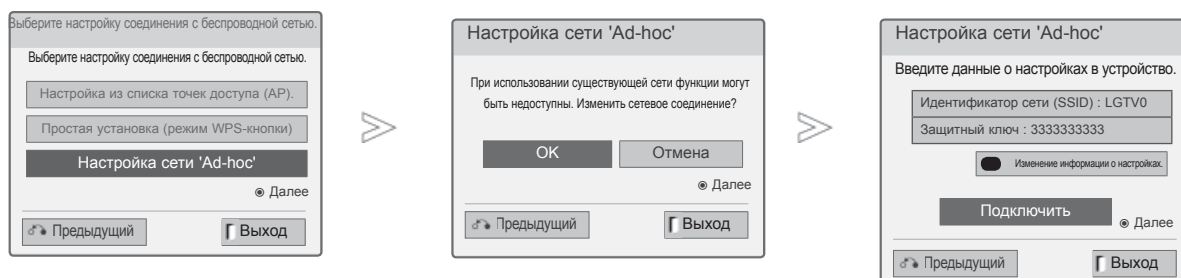 Выберите настройку соединения с беспроводной сетью.
Выберите настройку соединения с беспроводной сетью.
Настройка из списка точек доступа (AP).
Простая установка (режим WPS-кнопки)
Настройка сети 'Ad-hoc'
Далее
Предыдущий
Выход
Настройка сети 'Ad-hoc'
При использовании существующей сети функции могут
быть недоступны. Изменить сетевое соединение?
OK
Отмена
Далее
Предыдущий
Выход
Настройка сети 'Ad-hoc'
Введите данные о настройках в устройство.
Идентификатор сети (SSID) : LGTV0
Защитный ключ : 3333333333
Изменение информации о настройках.
Подключить
Далее
Предыдущий
Выход